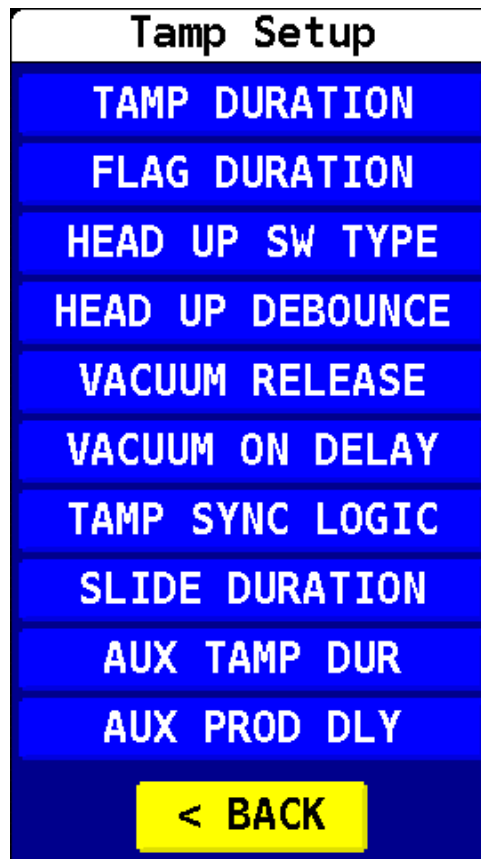 Tamp Setup
TAMP DURATION
FLAG DURATION
HEAD UP SW TYPE
HEAD UP DEBOUNCE
VACUUM RELEASE
VACUUM ON DELAY
TAMP SYNC LOGIC
SLIDE DURATION
AUX TAMP DUR
AUX PROD DLY
< BACK